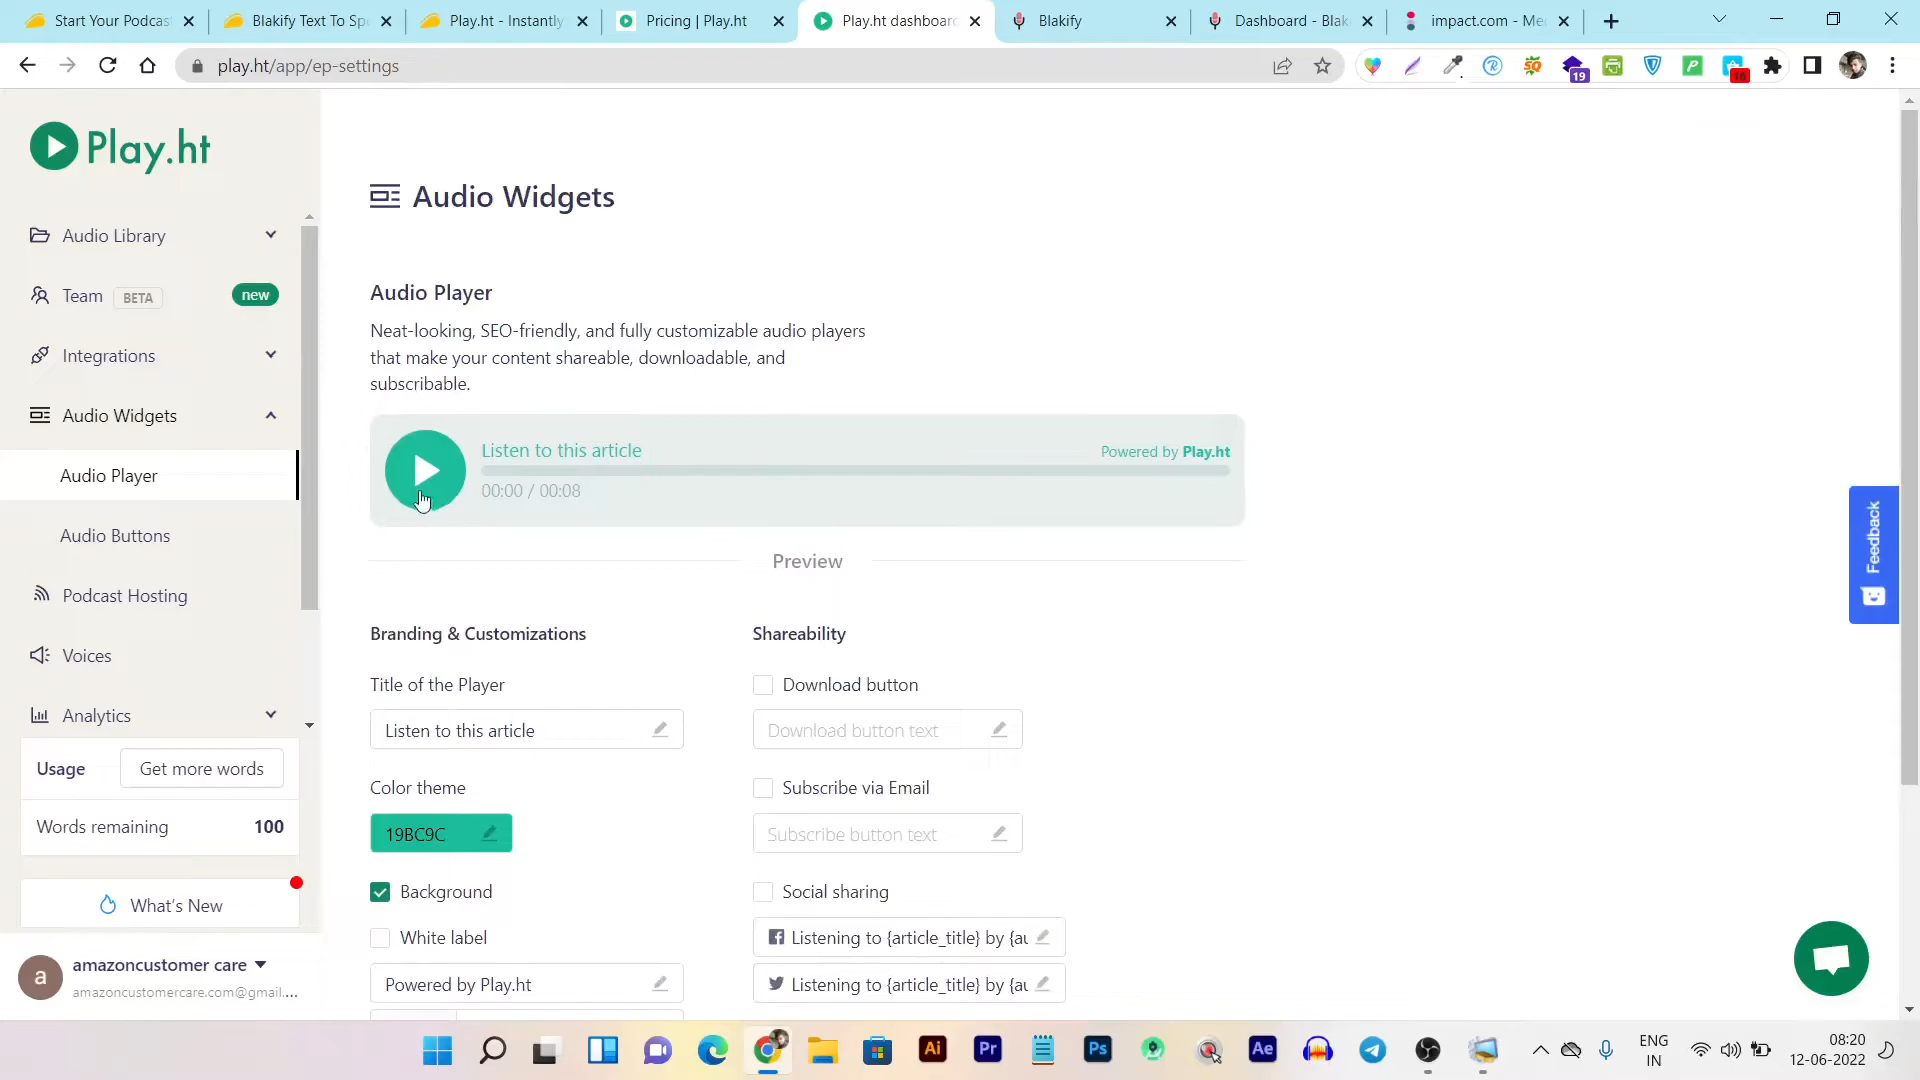 Start Your Podcas
Blakify Text To Spe
Play.ht - Instantly
Pricing | Play.ht
Play.ht dashboard
Blakify
Dashboard - Blak
impact.com - Me
play.ht/app/ep-settings
19
16
Play.ht
Audio Library
Team BETA new
Integrations
Audio Widgets
Audio Player
Audio Buttons
Podcast Hosting
Voices
Analytics
Usage
Get more words
Words remaining 100
What's New
a
amazoncustomer care
amazoncustomercare.com@gmail....
Audio Widgets
Audio Player
Neat-looking, SEO-friendly, and fully customizable audio players
that make your content shareable, downloadable, and
subscribable.
Listen to this article
Powered by Play.ht
00:00 / 00:08
Preview
Branding & Customizations
Title of the Player
Listen to this article
Color theme
19BC9C
Background
White label
Powered by Play.ht
Shareability
Download button
Download button text
Subscribe via Email
Subscribe button text
Social sharing
Listening to {article_title} by {au
Listening to {article_title} by {au
Feedback
Ai
Pr
Ps
Ae
ENG
IN
08:20
12-06-2022